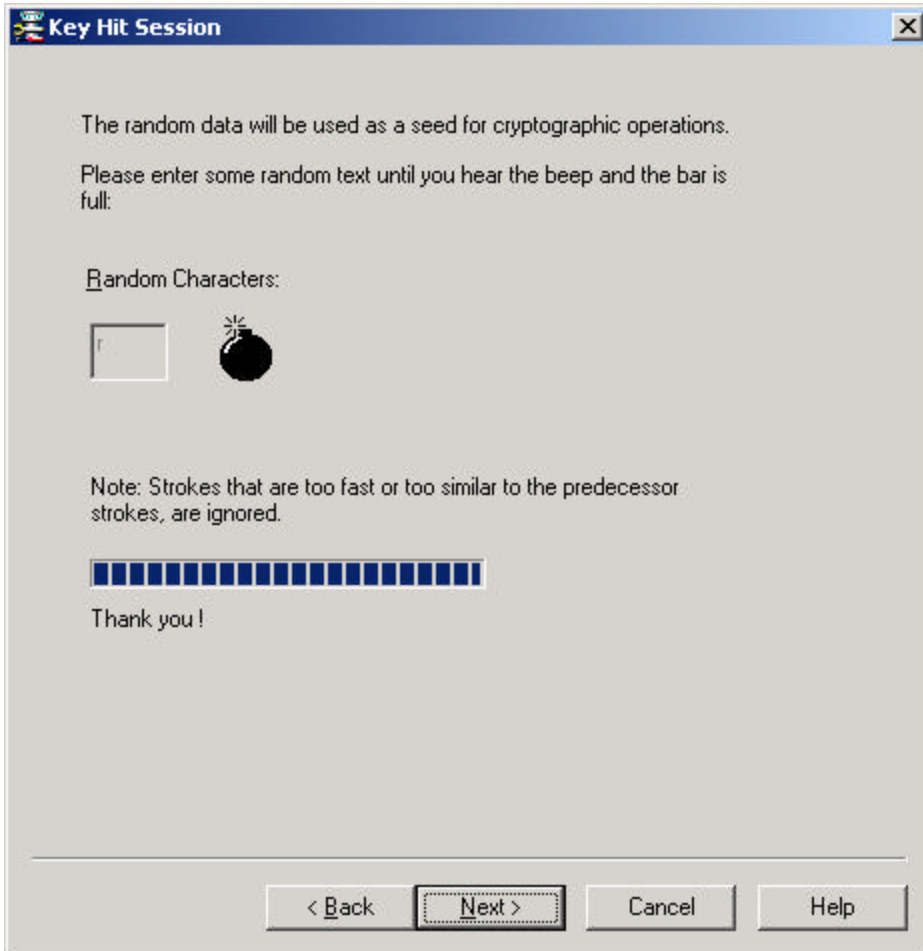 Key Hit Session
The random data will be used as a seed for cryptographic operations.
Please enter some random text until you hear the beep and the bar is
full:
Random Characters:
r
Note: Strokes that are too fast or too similar to the predecessor
strokes, are ignored.
Thank you !
< Back Next > Cancel Help